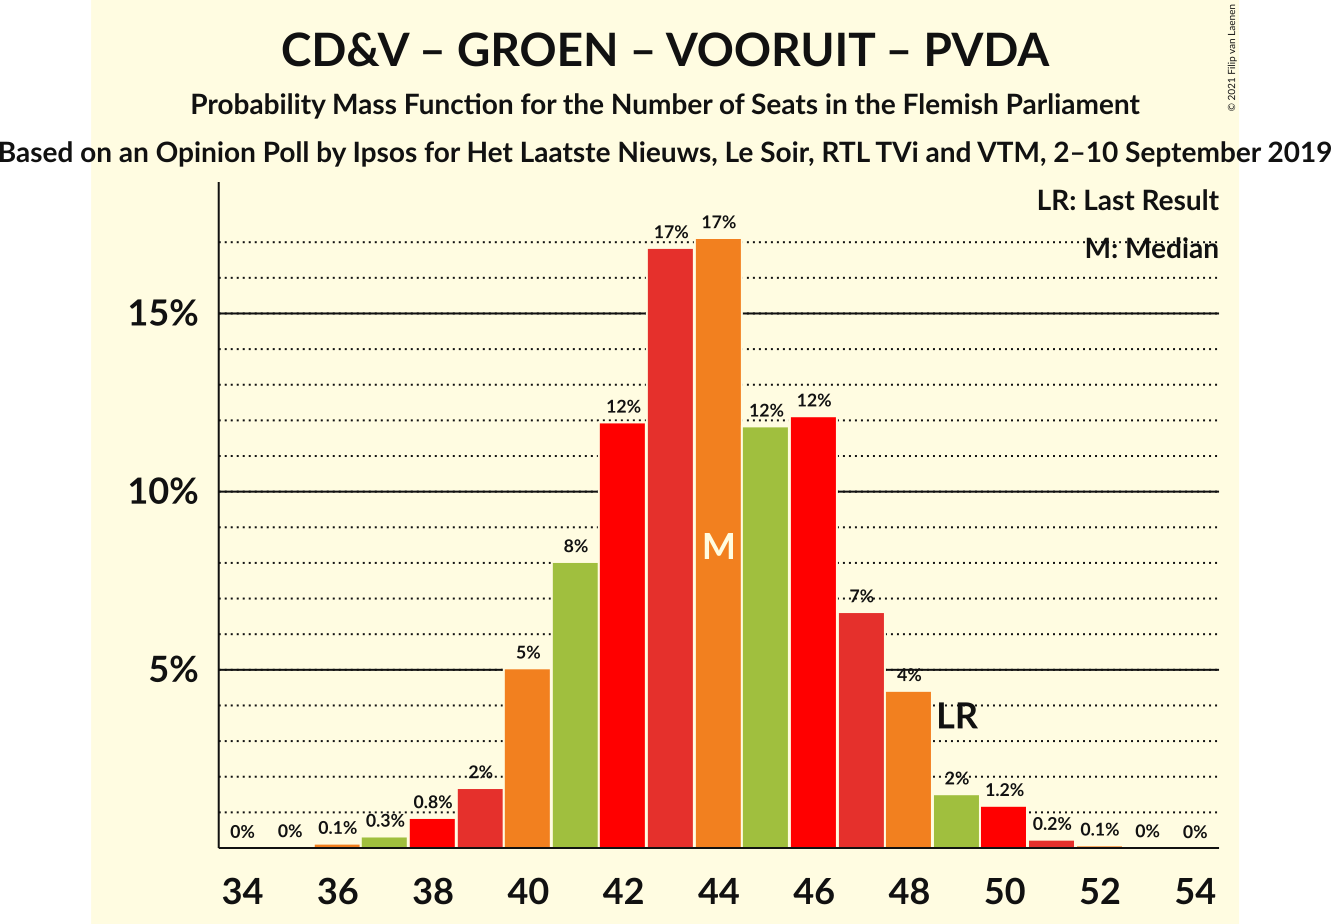 CD&V – GROEN – VOORUIT – PVDA
Probability Mass Function for the Number of Seats in the Flemish Parliament
Based on an Opinion Poll by Ipsos for Het Laatste Nieuws, Le Soir, RTL TVi and VTM, 2–10 September 2019
© 2021 Filip van Laenen
LR: Last Result
M: Median
15%
10%
5%
0%
0%
0.1%
0.3%
0.8%
2%
5%
8%
12%
17%
17%
12%
12%
7%
4%
2%
1.2%
0.2%
0.1%
0%
0%
M
LR
34 36 38 40 42 44 46 48 50 52 54